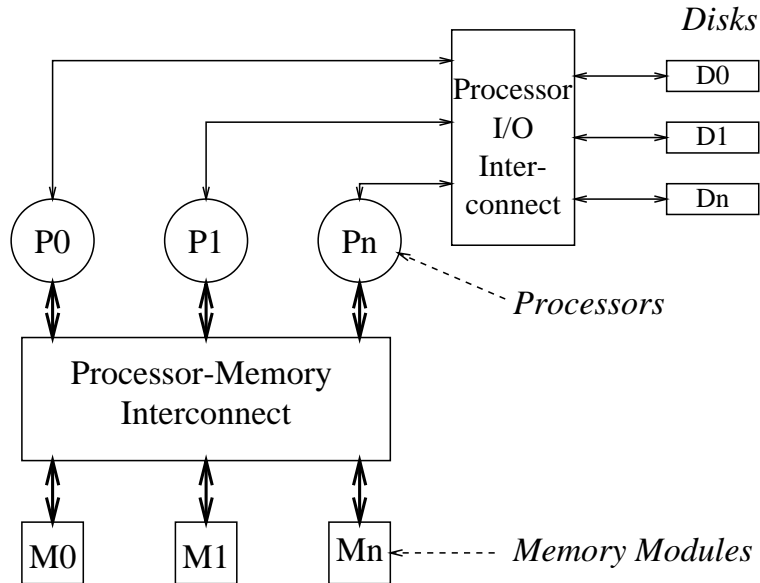 Disks
Processor
I/O
Inter-
connect
D0
D1
Dn
P0
P1
Pn
Processors
Processor-Memory
Interconnect
M0
M1
Mn
Memory Modules